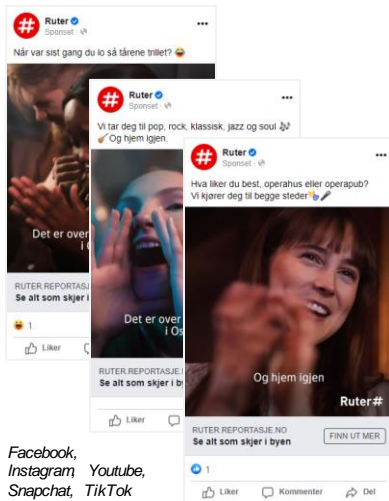 Ruter
Sponset ·
Når var sist gang du lo så tårene trillet? 😂
Det er over
i O
RUTER.REPORTASJE
Se alt som skjer i
😆 1
Liker
Ruter
Sponset ·
Vi tar deg til pop, rock, klassisk, jazz og soul 🎶
🎸Og hjem igjen.
Det er over
i Os
RUTER.REPORTASJE.
Se alt som skjer i by
Liker
Ruter
Sponset ·
Hva liker du best, operahus eller operapub?
Vi kjører deg til begge steder🎭🎤
Og hjem igjen
Ruter#
RUTER.REPORTASJE.NO
Se alt som skjer i byen
FINN UT MER
1
Liker Kommenter Del
Facebook,
Instagram, Youtube,
Snapchat, TikTok